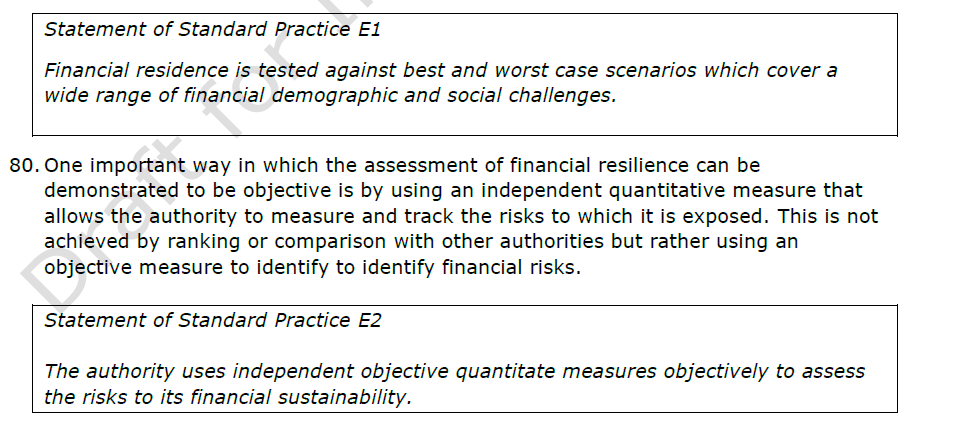 Statement of Standard Practice E1
Financial residence is tested against best and worst case scenarios which cover a
wide range of financial demographic and social challenges.
80. One important way in which the assessment of financial resilience can be
demonstrated to be objective is by using an independent quantitative measure that
allows the authority to measure and track the risks to which it is exposed. This is not
achieved by ranking or comparison with other authorities but rather using an
objective measure to identify to identify financial risks.
Statement of Standard Practice E2
The authority uses independent objective quantitate measures objectively to assess
the risks to its financial sustainability.
Draft for